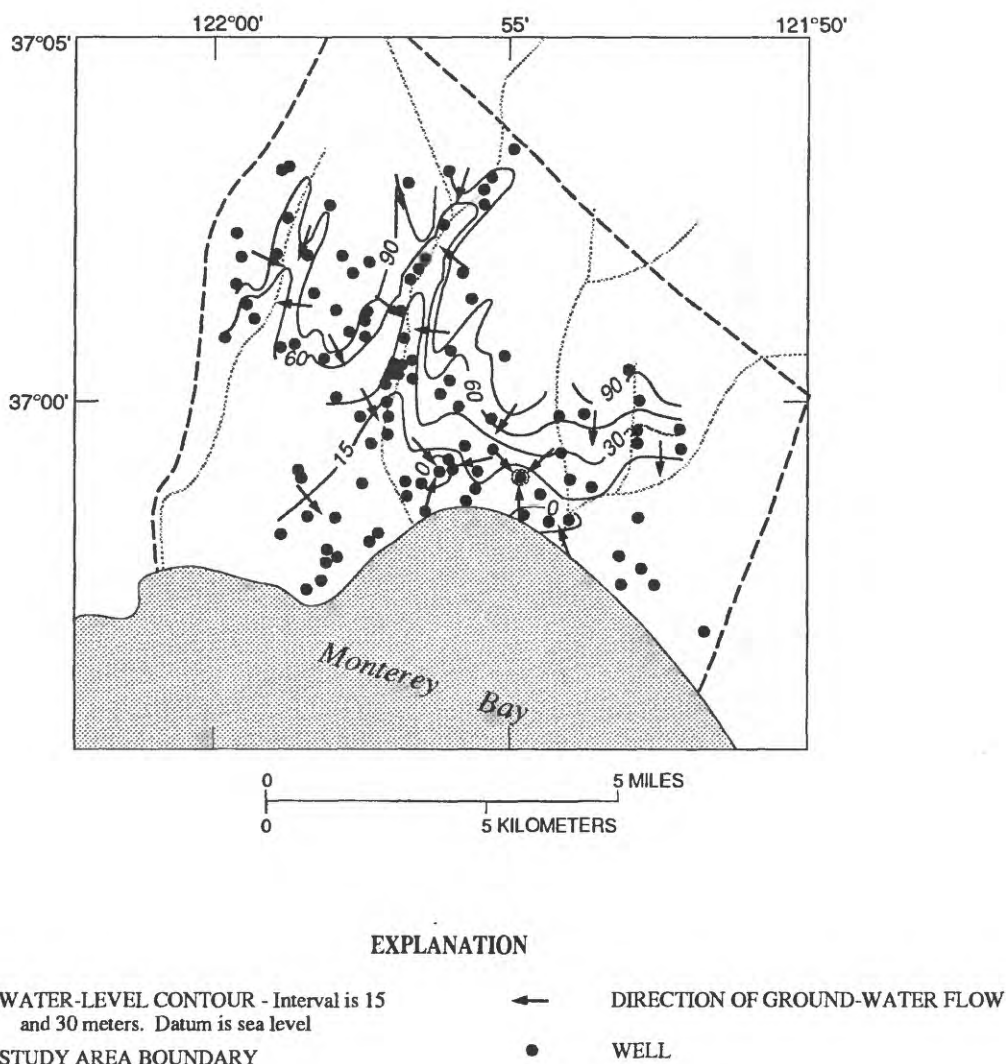 122°00' 55' 121°50'
37°05'
90
60
60
90
37°00'
30
15
0
0
Monterey
Bay
0 5 MILES
0 5 KILOMETERS
EXPLANATION
WATER-LEVEL CONTOUR - Interval is 15
and 30 meters. Datum is sea level
DIRECTION OF GROUND-WATER FLOW
STUDY AREA BOUNDARY
WELL